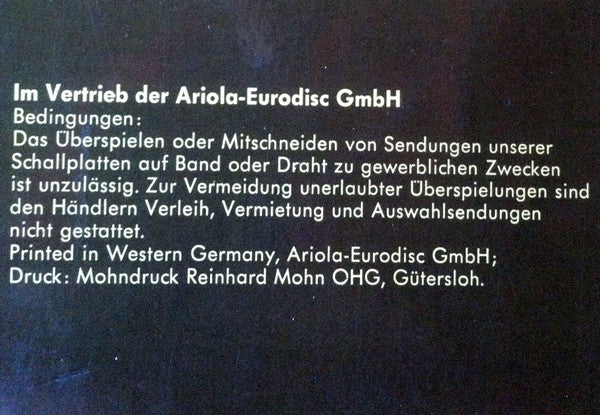 Im Vertrieb der Ariola-Eurodisc GmbH
Bedingungen:
Das Überspielen oder Mitschneiden von Sendungen unserer
Schallplatten auf Band oder Draht zu gewerblichen Zwecken
ist unzulässig. Zur Vermeidung unerlaubter Überspielungen sind
den Händlern Verleih, Vermietung und Auswahlsendungen
nicht gestattet.
Printed in Western Germany, Ariola-Eurodisc GmbH;
Druck: Mohndruck Reinhard Mohn OHG, Gütersloh.